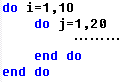 do i=1,10
do j=1,20
.........
end do
end do